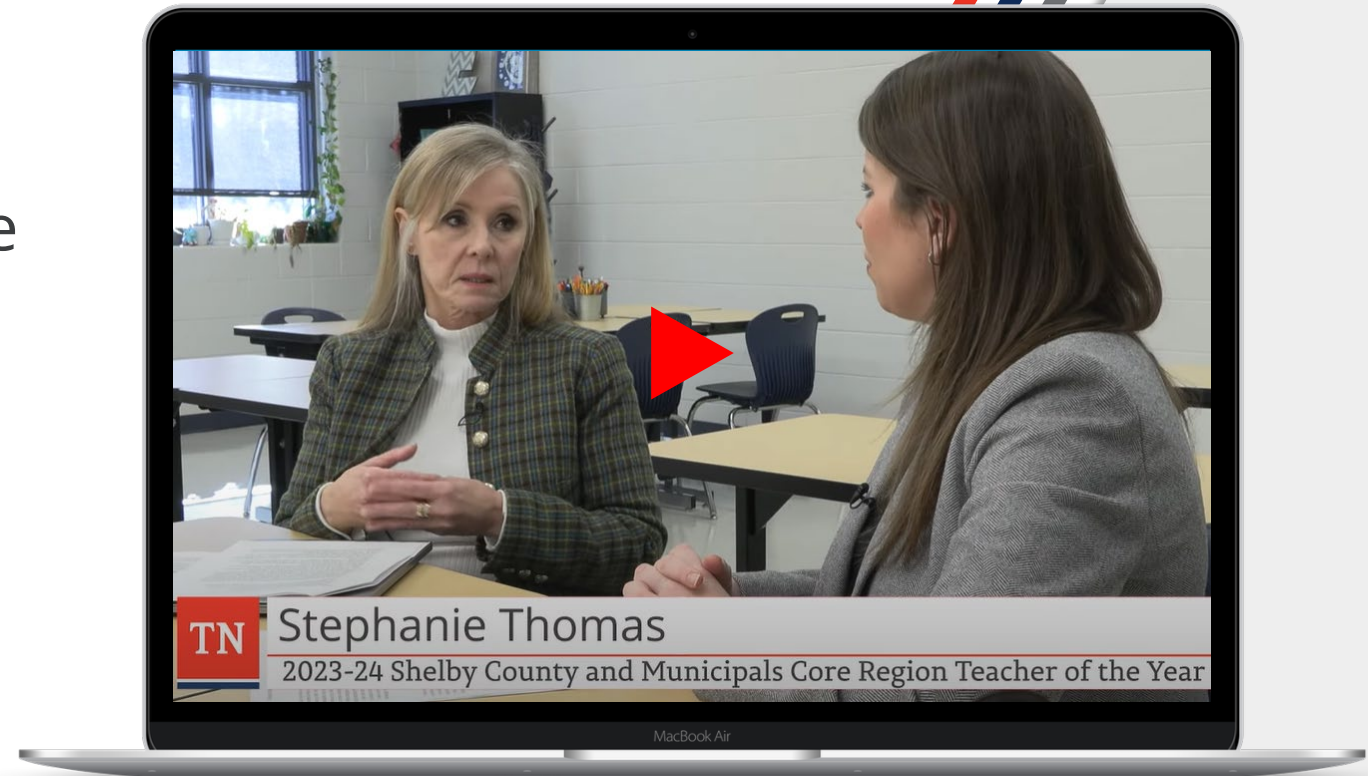 e
TN
Stephanie Thomas
2023-24 Shelby County and Municipals Core Region Teacher of the Year
MacBook Air